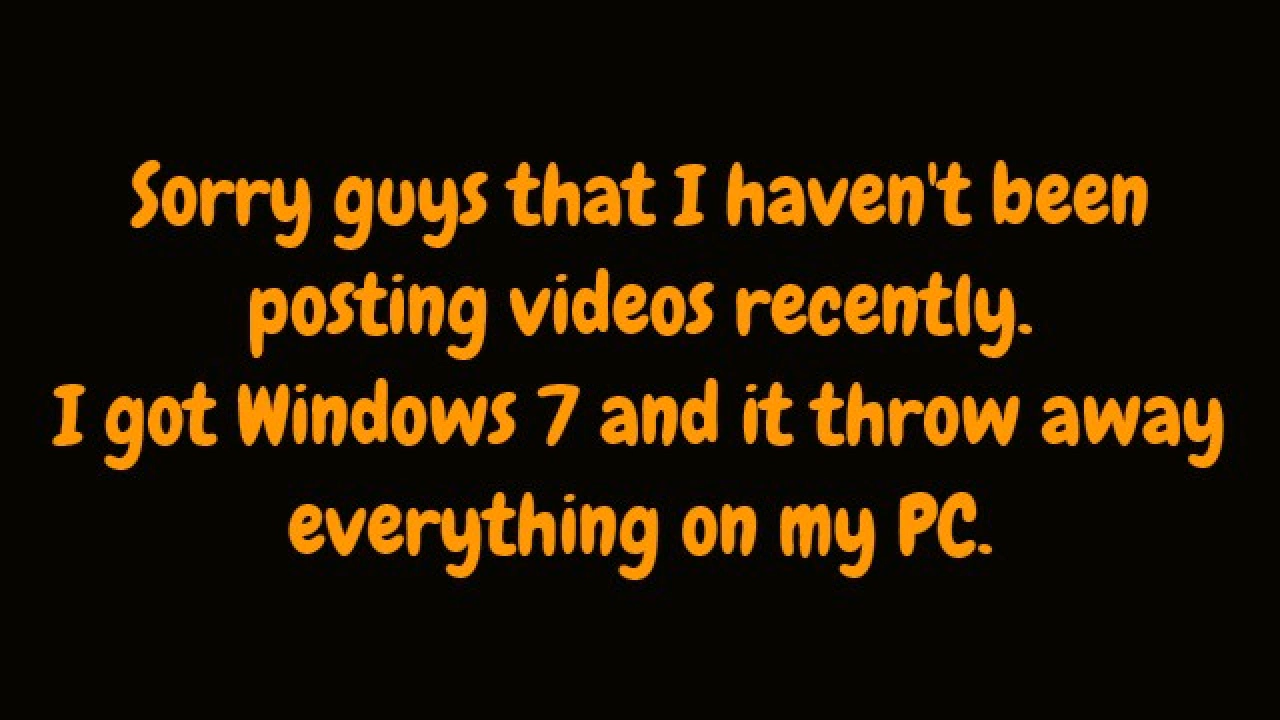 Sorry guys that I haven't been
posting videos recently.
I got Windows 7 and it throw away
everything on my PC.